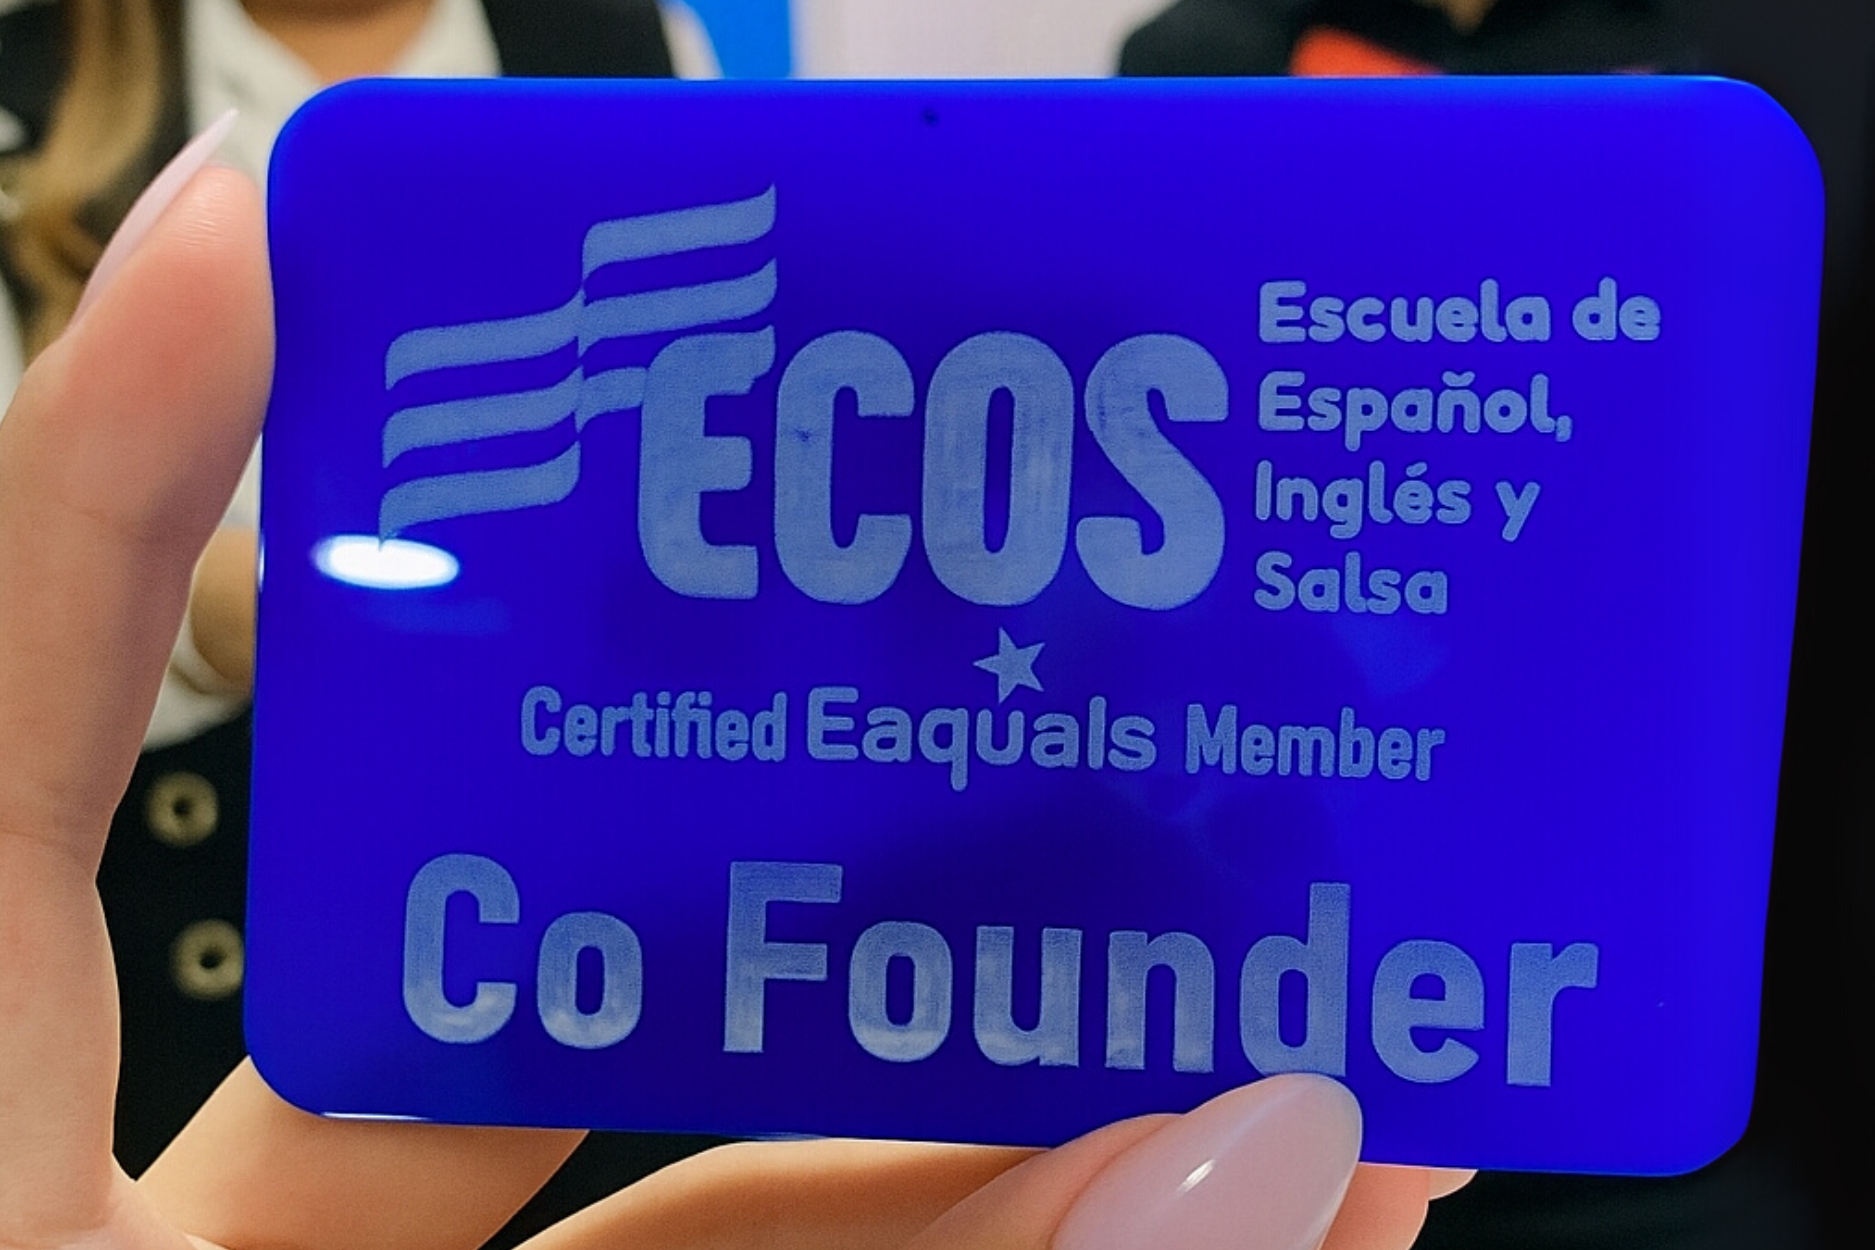 ECOS
Escuela de
Español,
Inglés y
Salsa
Certified Eaquals Member
Co Founder